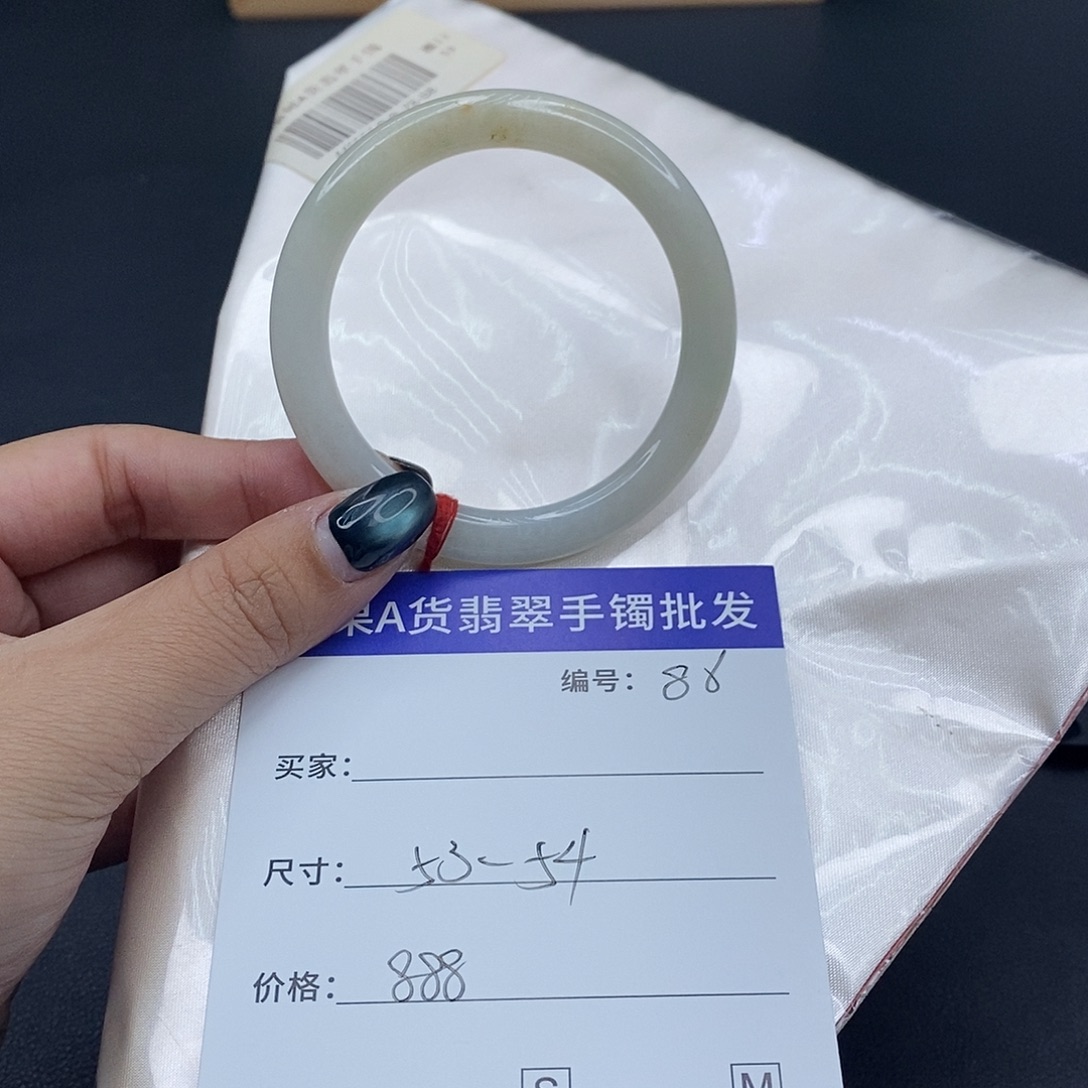 A货翡翠手镯批发
编号：
买家：
尺寸： 53-54
价格： 888
S M